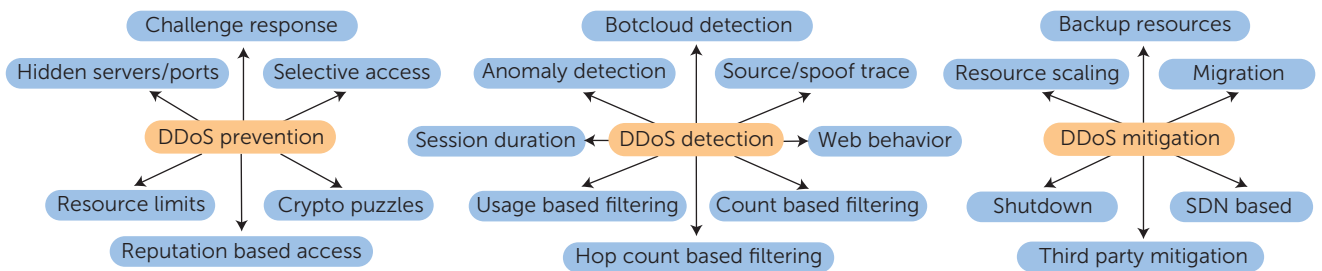 Challenge response
Hidden servers/ports
Selective access
DDoS prevention
Resource limits
Crypto puzzles
Reputation based access
Botcloud detection
Anomaly detection
Source/spoof trace
Session duration
DDoS detection
Web behavior
Usage based filtering
Count based filtering
Hop count based filtering
Backup resources
Resource scaling
Migration
DDoS mitigation
Shutdown
SDN based
Third party mitigation